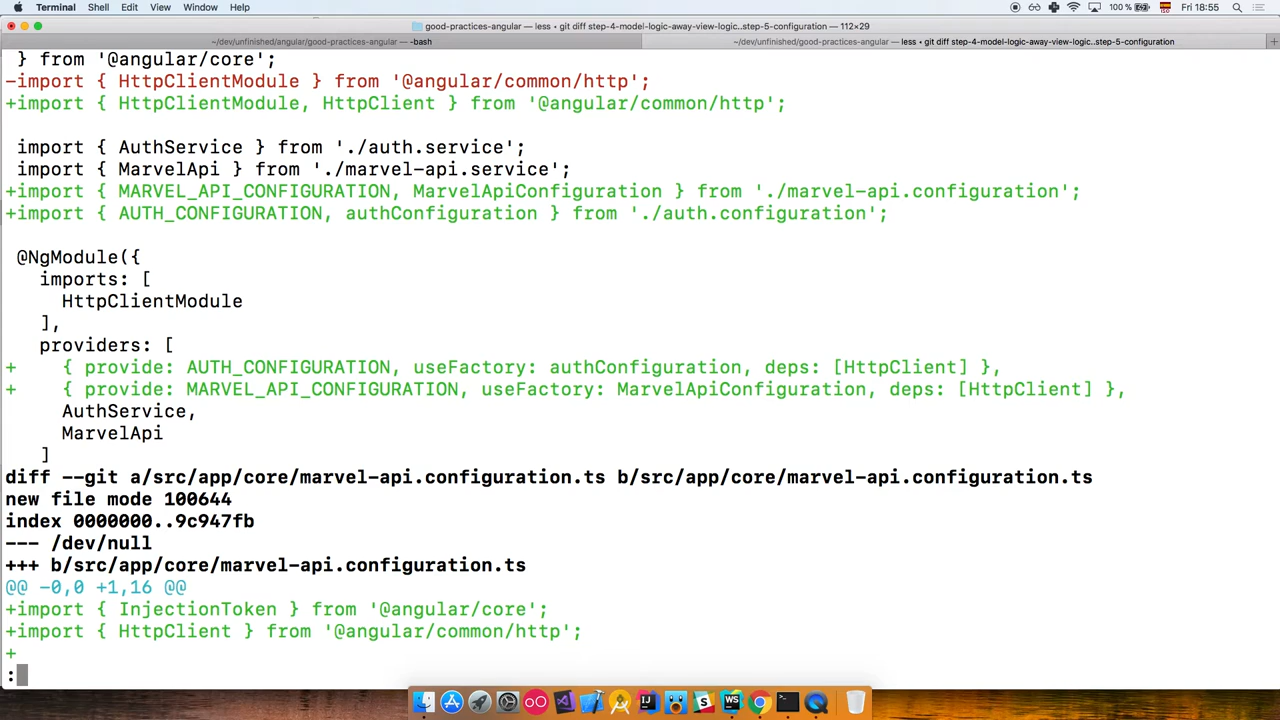 Terminal Shell Edit View Window Help 100 % Fri 18:55
good-practices-angular — less ‹ git diff step-4-model-logic-away-view-logic..step-5-configuration — 112×29
~/dev/unfinished/angular/good-practices-angular — -bash
~/dev/unfinished/good-practices-angular — less ‹ git diff step-4-model-logic-away-view-logic..step-5-configuration
} from '@angular/core';
-import { HttpClientModule } from '@angular/common/http';
+import { HttpClientModule, HttpClient } from '@angular/common/http';
import { AuthService } from './auth.service';
import { MarvelApi } from './marvel-api.service';
+import { MARVEL_API_CONFIGURATION, MarvelApiConfiguration } from './marvel-api.configuration';
+import { AUTH_CONFIGURATION, authConfiguration } from './auth.configuration';
@NgModule({
imports: [
HttpClientModule
],
providers: [
+ { provide: AUTH_CONFIGURATION, useFactory: authConfiguration, deps: [HttpClient] },
+ { provide: MARVEL_API_CONFIGURATION, useFactory: MarvelApiConfiguration, deps: [HttpClient] },
AuthService,
MarvelApi
]
diff --git a/src/app/core/marvel-api.configuration.ts b/src/app/core/marvel-api.configuration.ts
new file mode 100644
index 0000000..9c947fb
--- /dev/null
+++ b/src/app/core/marvel-api.configuration.ts
@@ -0,0 +1,16 @@
+import { InjectionToken } from '@angular/core';
+import { HttpClient } from '@angular/common/http';
+
: